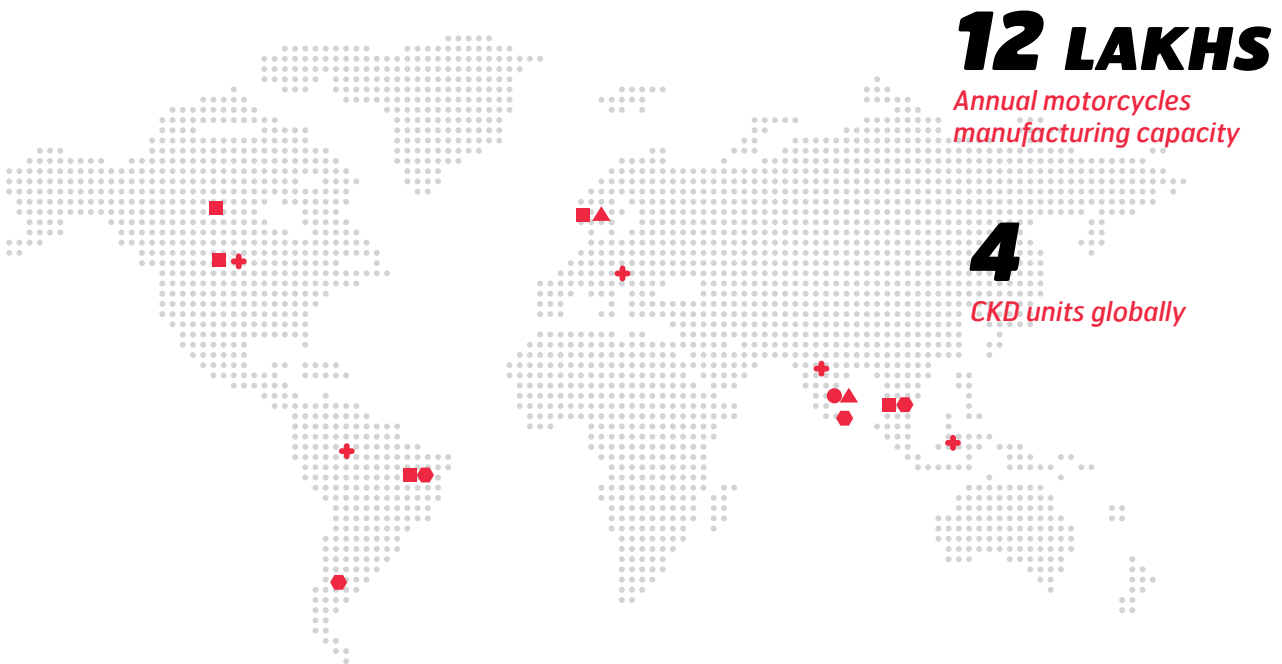 12 LAKHS
Annual motorcycles
manufacturing capacity
4
CKD units globally